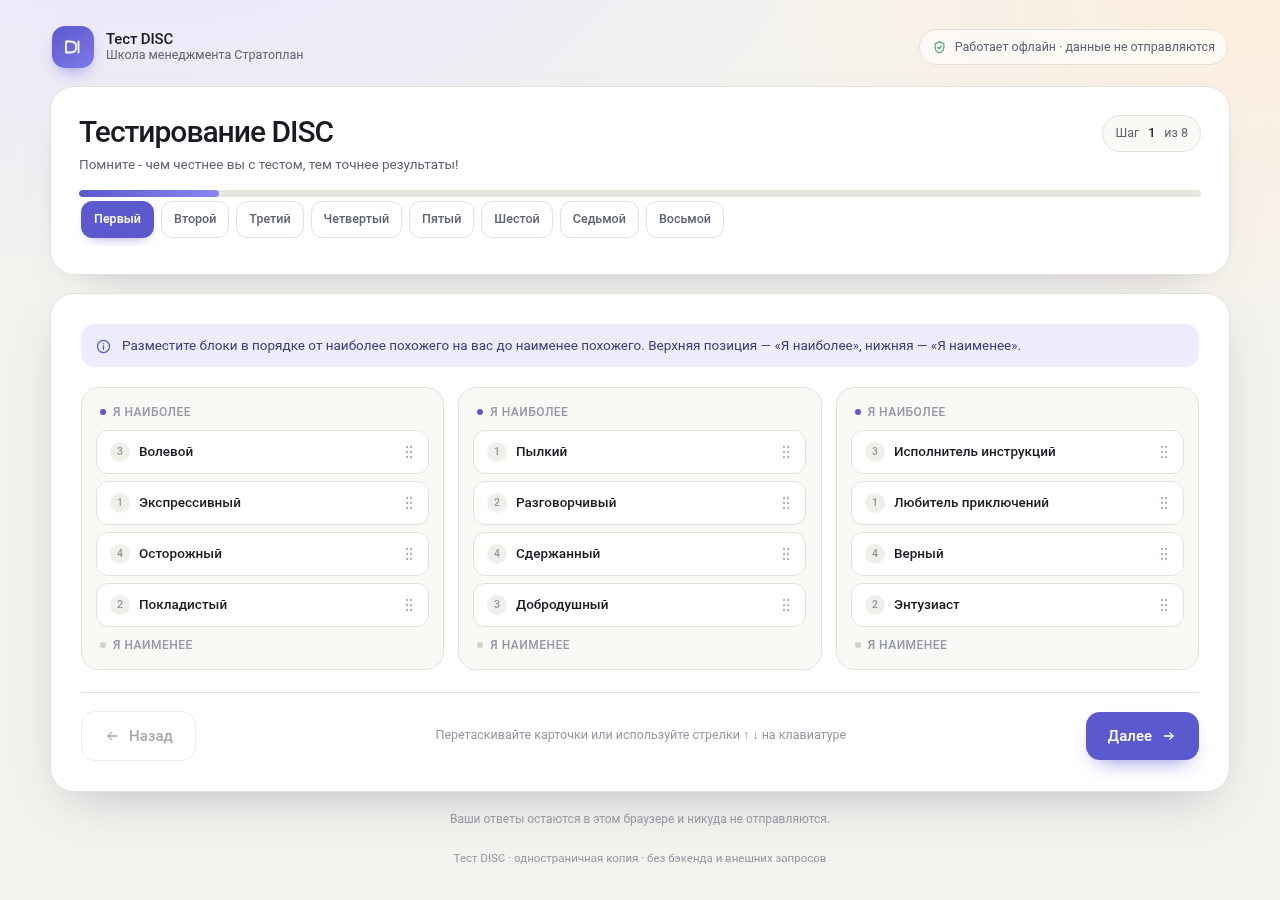 DI
Тест DISC
Школа менеджмента Стратоплан
Работает офлайн · данные не отправляются
Тестирование DISC
Шаг 1 из 8
Помните - чем честнее вы с тестом, тем точнее результаты!
Первый Второй Третий Четвертый Пятый Шестой Седьмой Восьмой
Разместите блоки в порядке от наиболее похожего на вас до наименее похожего. Верхняя позиция — «Я наиболее», нижняя — «Я наименее».
Я НАИБОЛЕЕ
3 Волевой
1 Экспрессивный
4 Осторожный
2 Покладистый
Я НАИМЕНЕЕ
Я НАИБОЛЕЕ
1 Пылкий
2 Разговорчивый
4 Сдержанный
3 Добродушный
Я НАИМЕНЕЕ
Я НАИБОЛЕЕ
3 Исполнитель инструкций
1 Любитель приключений
4 Верный
2 Энтузиаст
Я НАИМЕНЕЕ
← Назад
Перетаскивайте карточки или используйте стрелки ↑ ↓ на клавиатуре
Далее →
Ваши ответы остаются в этом браузере и никуда не отправляются.
Тест DISC · одностраничная копия · без бэкенда и внешних запросов